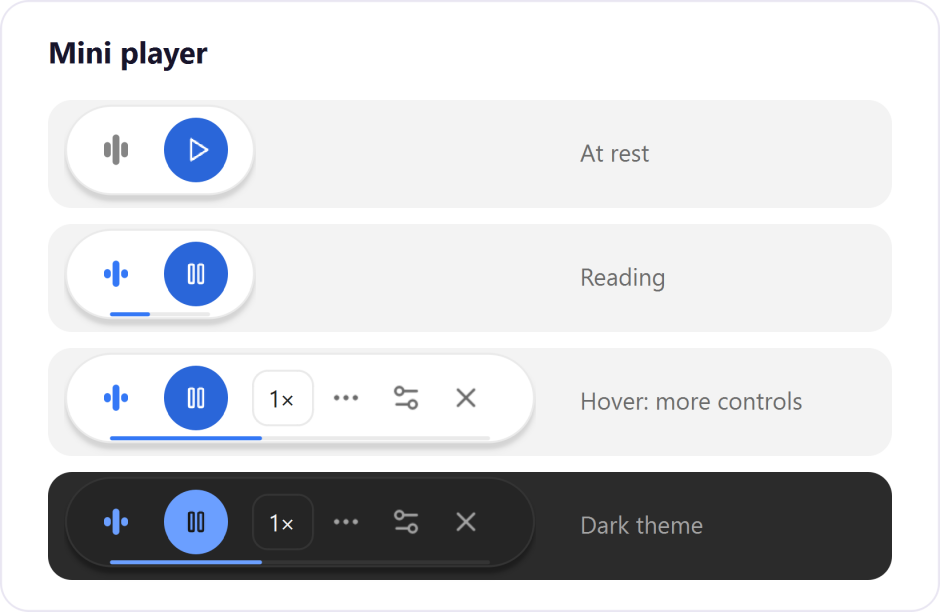 Mini player
At rest
Reading
1×
Hover: more controls
1×
Dark theme